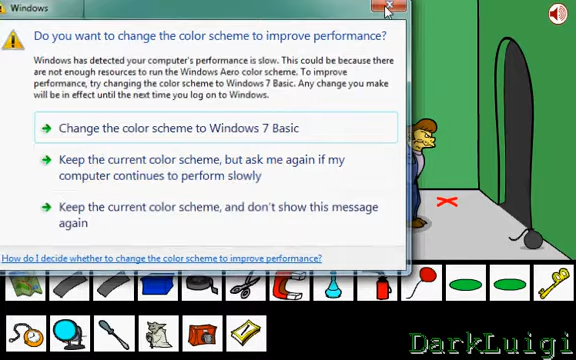 Windows
Do you want to change the color scheme to improve performance?
Windows has detected your computer's performance is slow. This could be because there
are not enough resources to run the Windows Aero color scheme. To improve
performance, try changing the color scheme to Windows 7 Basic. Any change you make
will be in effect until the next time you log on to Windows.
Change the color scheme to Windows 7 Basic
Keep the current color scheme, but ask me again if my
computer continues to perform slowly
Keep the current color scheme, and don't show this message
again
How do I decide whether to change the color scheme to improve performance?
DarkLuigi